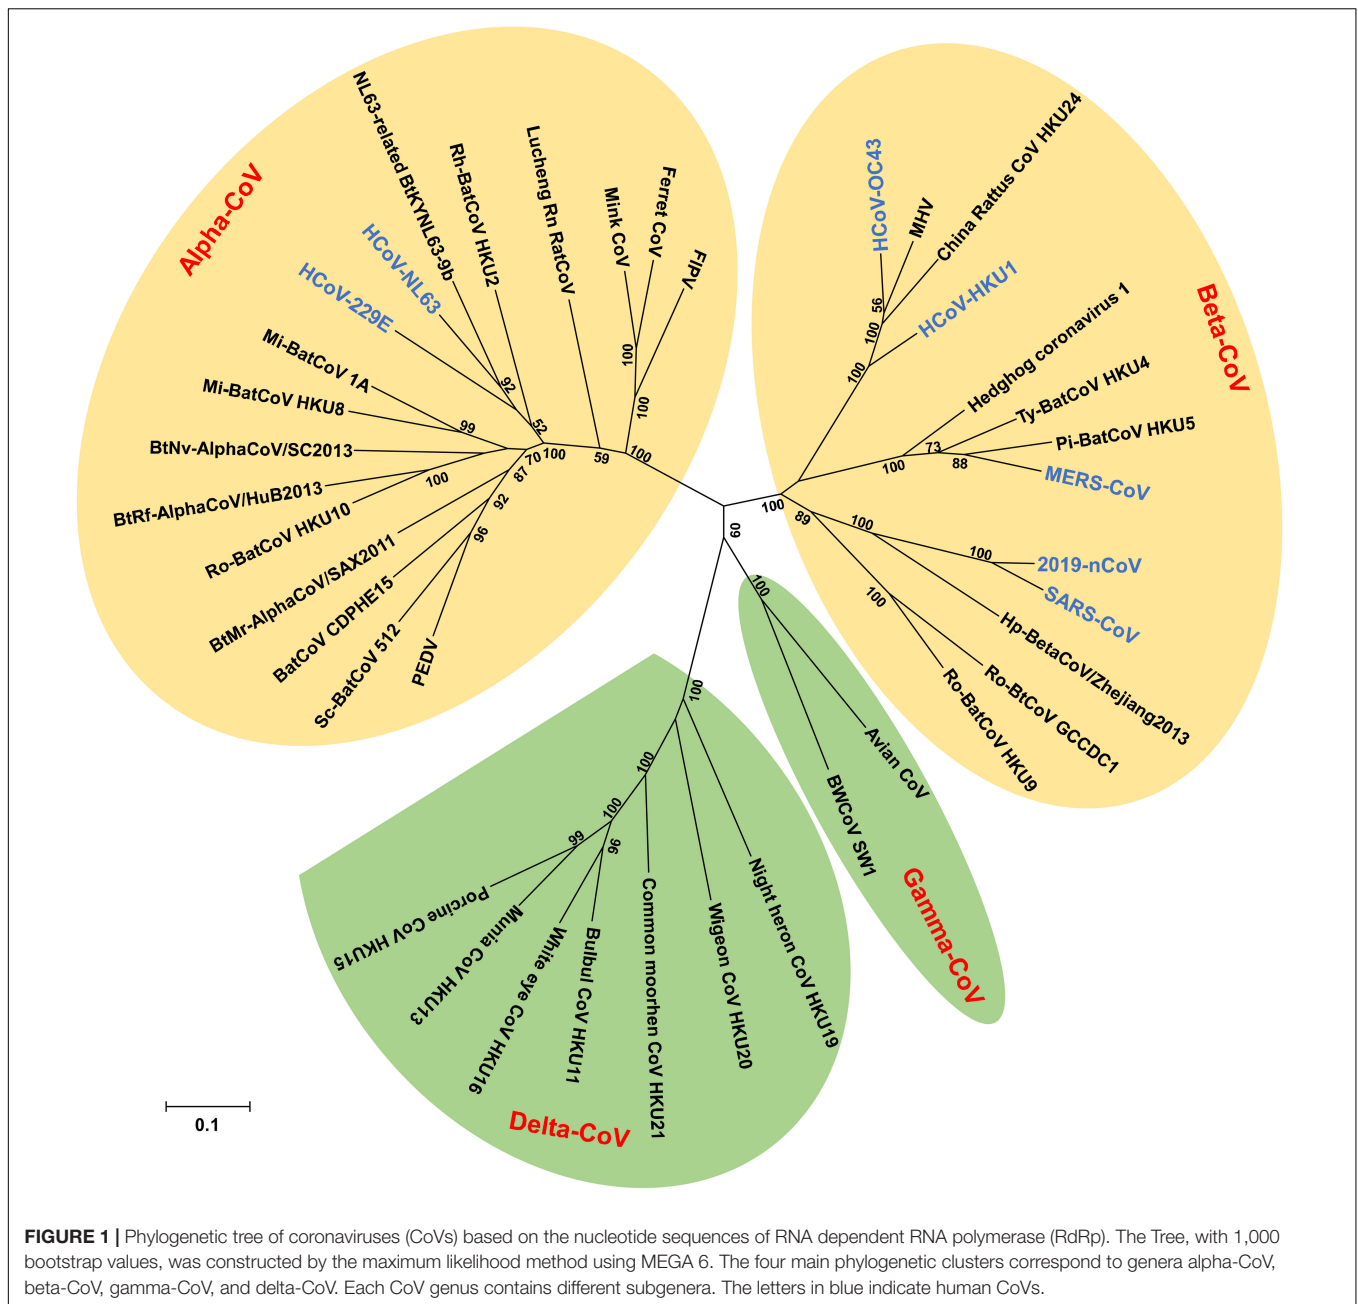 Alpha-CoV
NL63-related BtKYNL63-9b
Rh-BatCoV HKU2
Lucheng Rn RatCoV
Mink CoV
Ferret CoV
FIPV
HCoV-NL63
HCoV-229E
Mi-BatCoV 1A
Mi-BatCoV HKU8
BtNv-AlphaCoV/SC2013
BtRf-AlphaCoV/HuB2013
Ro-BatCoV HKU10
BtMr-AlphaCoV/SAX2011
BatCoV CDPHE15
Sc-BatCoV 512
PEDV
92
52
99
100
70
100
87
92
96
59
100
100
100
Beta-CoV
HCoV-OC43
MHV
China Rattus CoV HKU24
HCoV-HKU1
Hedghog coronavirus 1
Ty-BatCoV HKU4
Pi-BatCoV HKU5
MERS-CoV
2019-nCoV
SARS-CoV
Hp-BetaCoV/Zhejiang2013
Ro-BtCoV GCCDC1
Ro-BatCoV HKU9
56
100
100
73
88
100
100
89
100
100
100
60
Gamma-CoV
100
Avian CoV
BWCoV SW1
Delta-CoV
100
100
100
99
96
Night heron CoV HKU19
Wigeon CoV HKU20
Common moorhen CoV HKU21
Bulbul CoV HKU11
White eye CoV HKU16
Munia CoV HKU13
Porcine CoV HKU15
0.1
FIGURE 1 | Phylogenetic tree of coronaviruses (CoVs) based on the nucleotide sequences of RNA dependent RNA polymerase (RdRp). The Tree, with 1,000
bootstrap values, was constructed by the maximum likelihood method using MEGA 6. The four main phylogenetic clusters correspond to genera alpha-CoV,
beta-CoV, gamma-CoV, and delta-CoV. Each CoV genus contains different subgenera. The letters in blue indicate human CoVs.